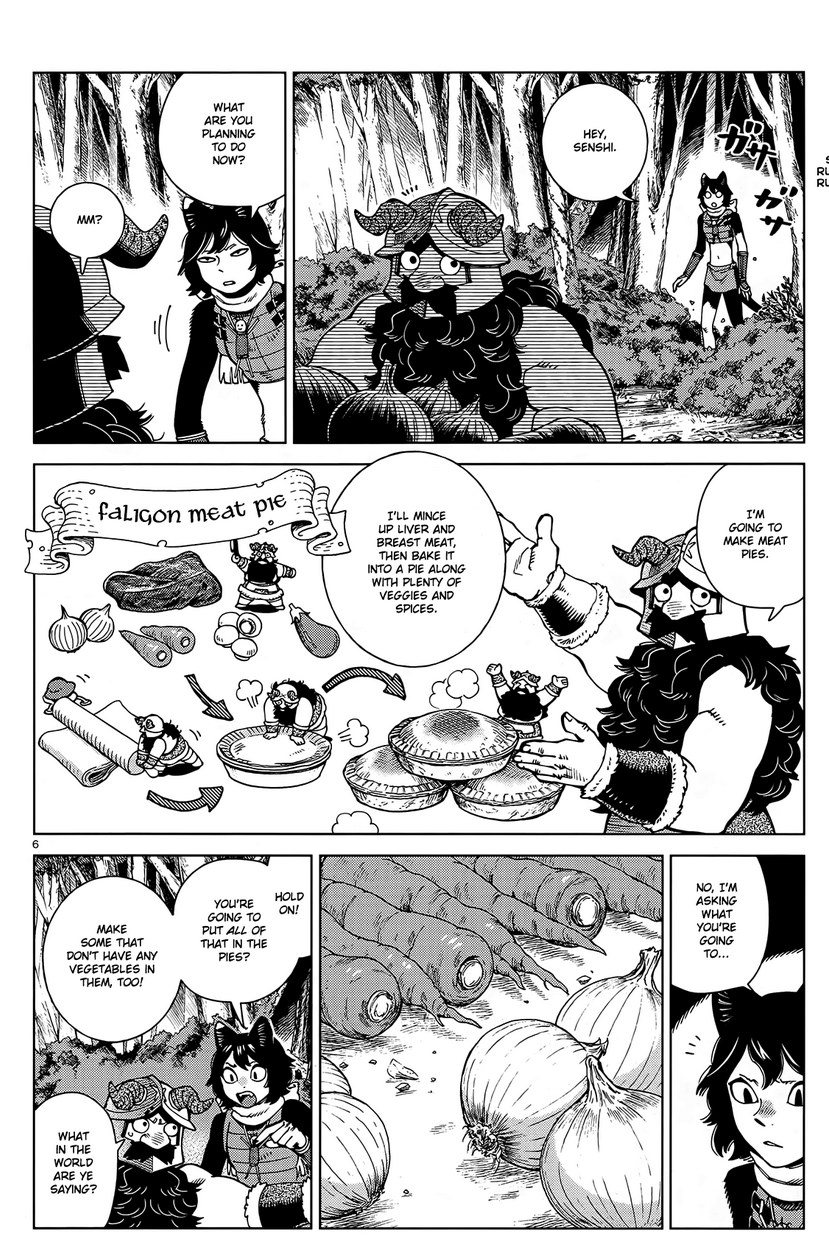 HEY,
SENSHI.
ガサ
ガサ
WHAT
ARE YOU
PLANNING
TO DO
NOW?
MM?
I'M
GOING TO
MAKE MEAT
PIES.
I'LL MINCE
UP LIVER AND
BREAST MEAT,
THEN BAKE IT
INTO A PIE ALONG
WITH PLENTY OF
VEGGIES AND
SPICES.
faligon meat pie
6
NO, I'M
ASKING
WHAT
YOU'RE
GOING
TO...
HOLD
ON!
YOU'RE
GOING TO
PUT ALL OF
THAT IN THE
PIES?
MAKE
SOME THAT
DON'T HAVE ANY
VEGETABLES IN
THEM, TOO!
WHAT
IN THE
WORLD
ARE YE
SAYING?